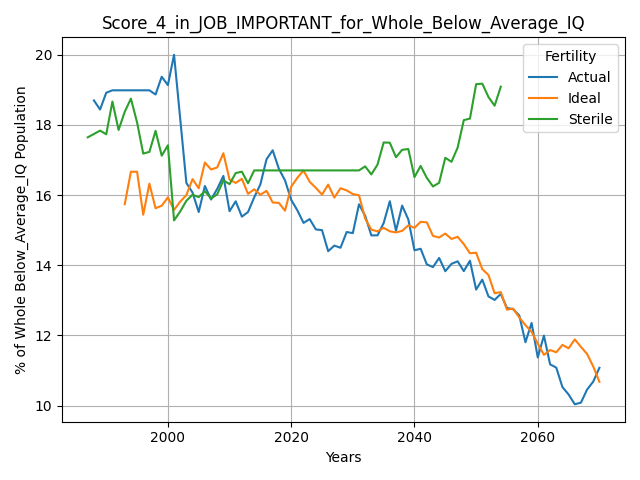 Score_4_in_JOB_IMPORTANT_for_Whole_Below_Average_IQ
% of Whole Below_Average_IQ Population
20
18
16
14
12
10
Fertility
Actual
Ideal
Sterile
2000
2020
2040
2060
Years